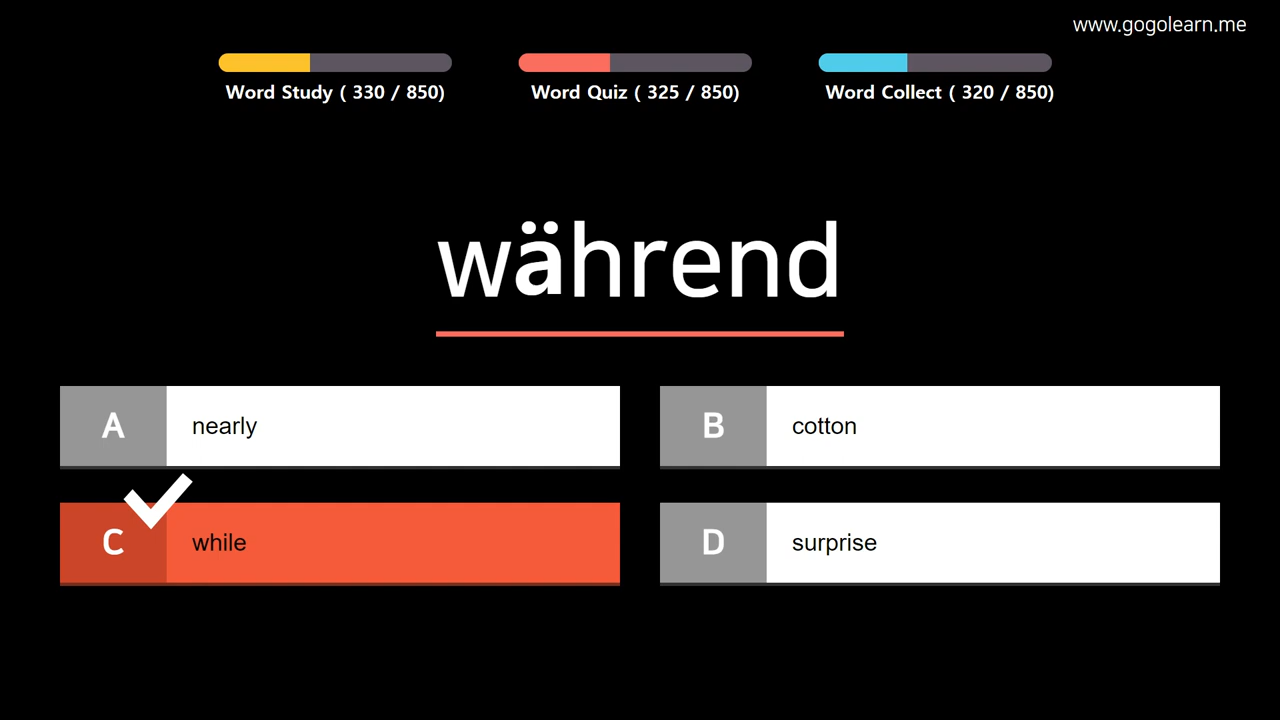 www.gogolearn.me
Word Study ( 330 / 850)
Word Quiz ( 325 / 850)
Word Collect ( 320 / 850)
während
A nearly
B cotton
C while
D surprise